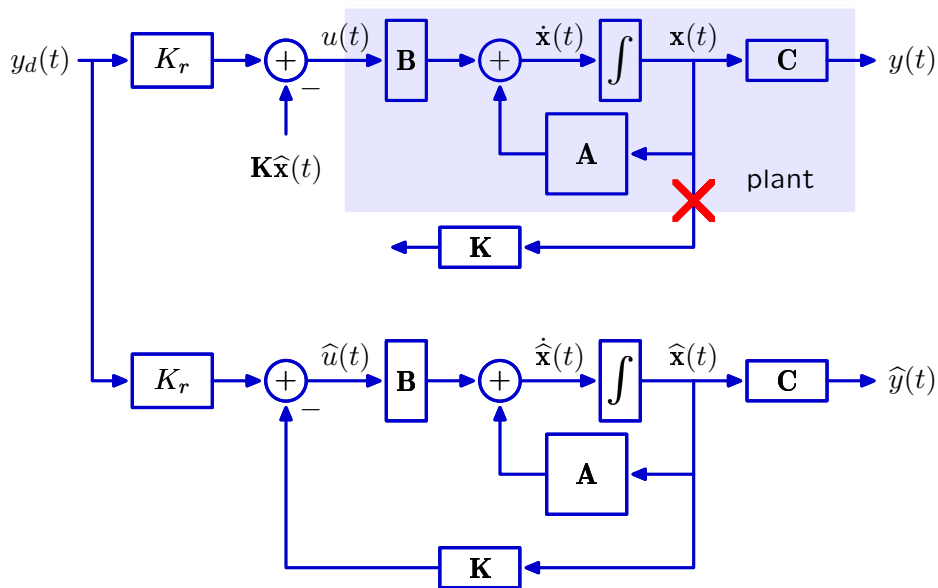 y_d(t) K_r + u(t) B + ẋ(t) ∫ x(t) C y(t)
−
A
Kx̂(t)
plant
K
K_r + û(t) B + x̂̇(t) ∫ x̂(t) C ŷ(t)
−
A
K